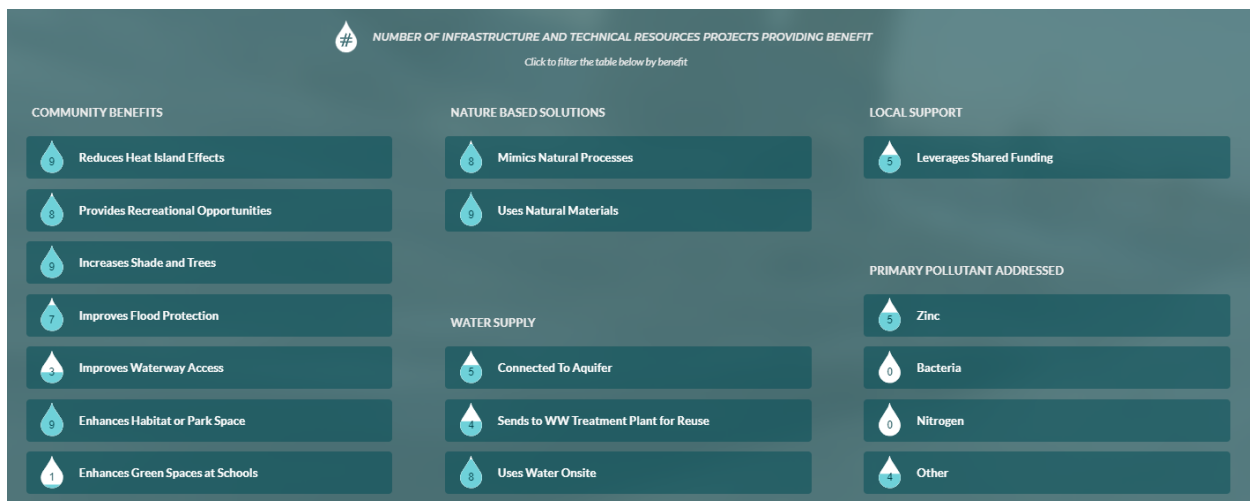 #
NUMBER OF INFRASTRUCTURE AND TECHNICAL RESOURCES PROJECTS PROVIDING BENEFIT
Click to filter the table below by benefit
COMMUNITY BENEFITS
9 Reduces Heat Island Effects
8 Provides Recreational Opportunities
9 Increases Shade and Trees
7 Improves Flood Protection
3 Improves Waterway Access
9 Enhances Habitat or Park Space
1 Enhances Green Spaces at Schools
NATURE BASED SOLUTIONS
8 Mimics Natural Processes
9 Uses Natural Materials
WATER SUPPLY
5 Connected To Aquifer
4 Sends to WW Treatment Plant for Reuse
8 Uses Water Onsite
LOCAL SUPPORT
5 Leverages Shared Funding
PRIMARY POLLUTANT ADDRESSED
5 Zinc
0 Bacteria
0 Nitrogen
4 Other